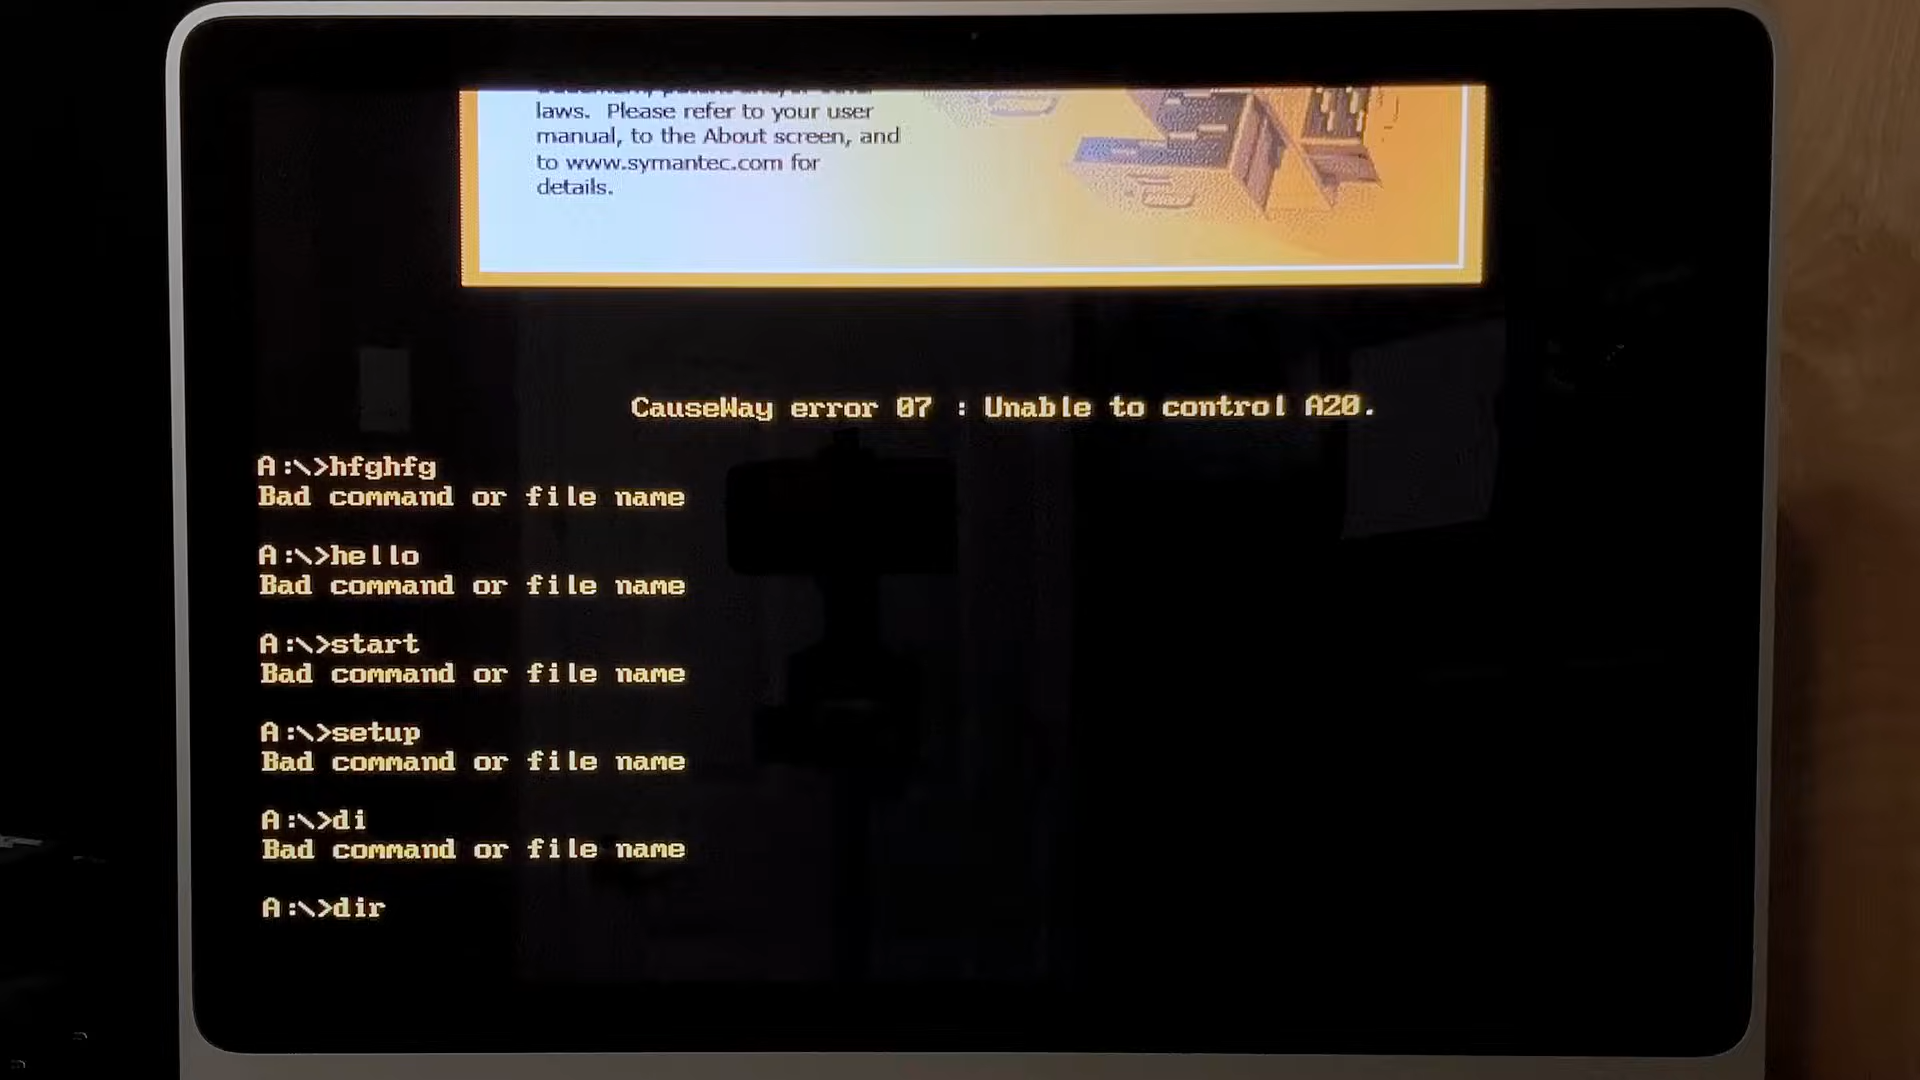 laws. Please refer to your user
manual, to the About screen, and
to www.symantec.com for
details.
CauseWay error 07 : Unable to control A20.
A:\>hfghfg
Bad command or file name
A:\>hello
Bad command or file name
A:\>start
Bad command or file name
A:\>setup
Bad command or file name
A:\>di
Bad command or file name
A:\>dir